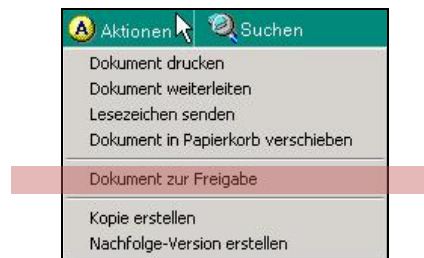 A Aktionen Suchen
Dokument drucken
Dokument weiterleiten
Lesezeichen senden
Dokument in Papierkorb verschieben
Dokument zur Freigabe
Kopie erstellen
Nachfolge-Version erstellen